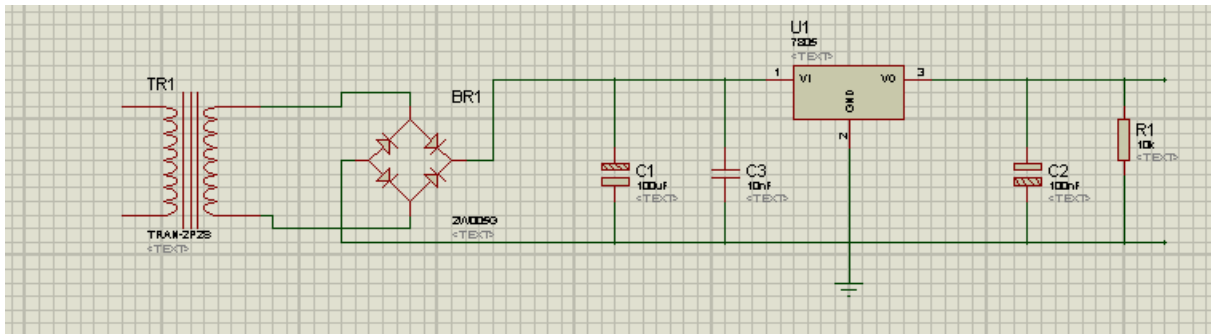 U1
7805
<TEXT>
1
VI
VO
3
GND
2
TR1
TRAN-2P2S
<TEXT>
BR1
2W005G
<TEXT>
C1
100uF
<TEXT>
C3
10nF
<TEXT>
C2
100nF
<TEXT>
R1
10k
<TEXT>